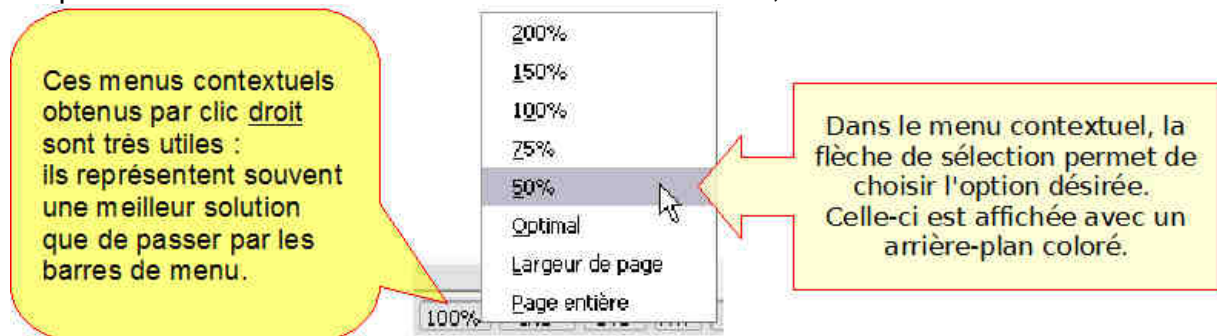 Ces menus contextuels
obtenus par clic droit
sont très utiles :
ils représentent souvent
une meilleur solution
que de passer par les
barres de menu.
200%
150%
100%
75%
50%
Optimal
Largeur de page
Page entière
100%
Dans le menu contextuel, la
flèche de sélection permet de
choisir l'option désirée.
Celle-ci est affichée avec un
arrière-plan coloré.